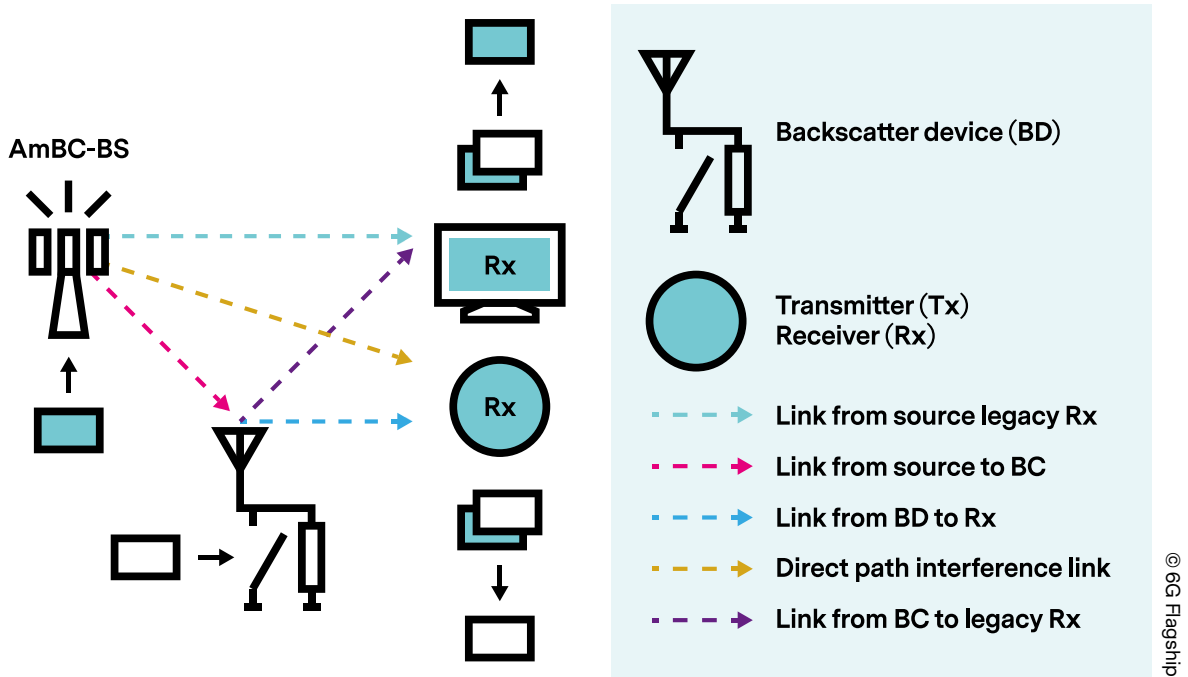 AmBC-BS
Rx
Rx
Backscatter device (BD)
Transmitter (Tx)
Receiver (Rx)
Link from source legacy Rx
Link from source to BC
Link from BD to Rx
Direct path interference link
Link from BC to legacy Rx
© 6G Flagship